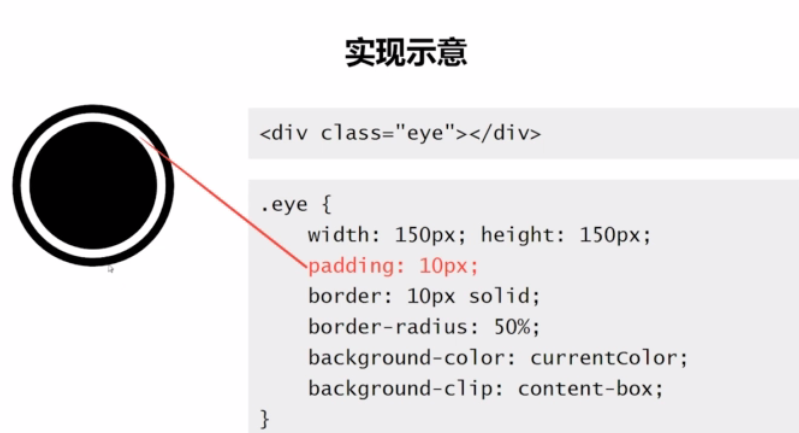 实现示意
<div class="eye"></div>
.eye {
width: 150px; height: 150px;
padding: 10px;
border: 10px solid;
border-radius: 50%;
background-color: currentColor;
background-clip: content-box;
}